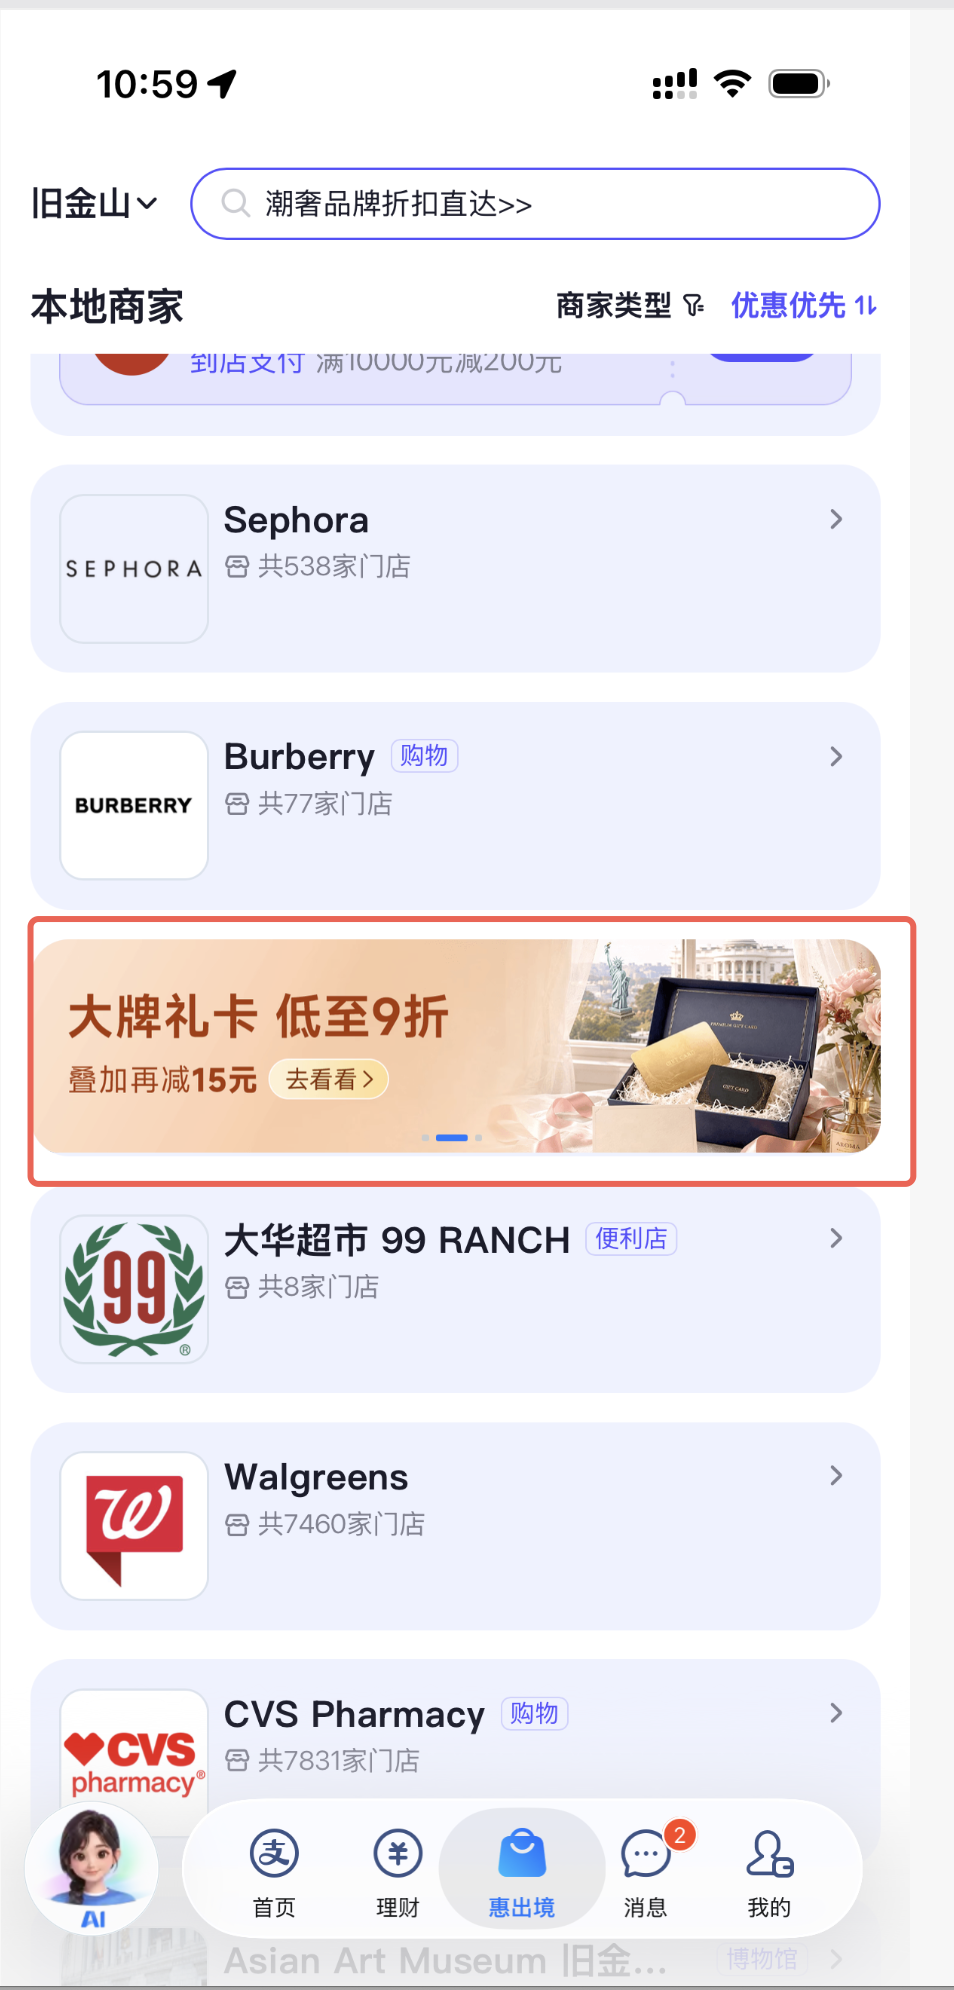 10:59
旧金山
潮奢品牌折扣直达>>
本地商家
商家类型
优惠优先
到店支付 满10000元减200元
SEPHORA
Sephora
共538家门店
BURBERRY
Burberry
购物
共77家门店
大牌礼卡 低至9折
叠加再减15元
去看看>
GIFT CARD
99
®
大华超市 99 RANCH
便利店
共8家门店
W
Walgreens
共7460家门店
CVS
pharmacy®
CVS Pharmacy
购物
共7831家门店
AI
支
首页
¥
理财
惠出境
2
消息
我的
Asian Art Museum 旧金...
博物馆